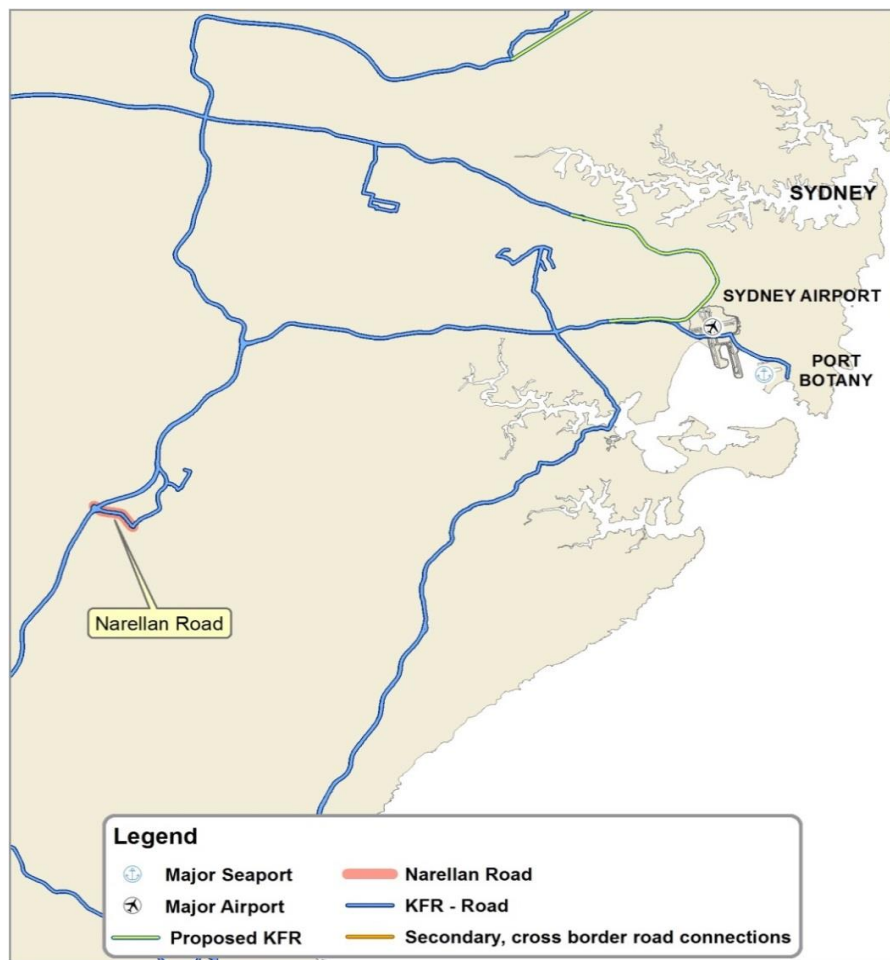 SYDNEY
SYDNEY AIRPORT
PORT
BOTANY
Narellan Road
Legend
Major Seaport
Narellan Road
Major Airport
KFR - Road
Proposed KFR
Secondary, cross border road connections